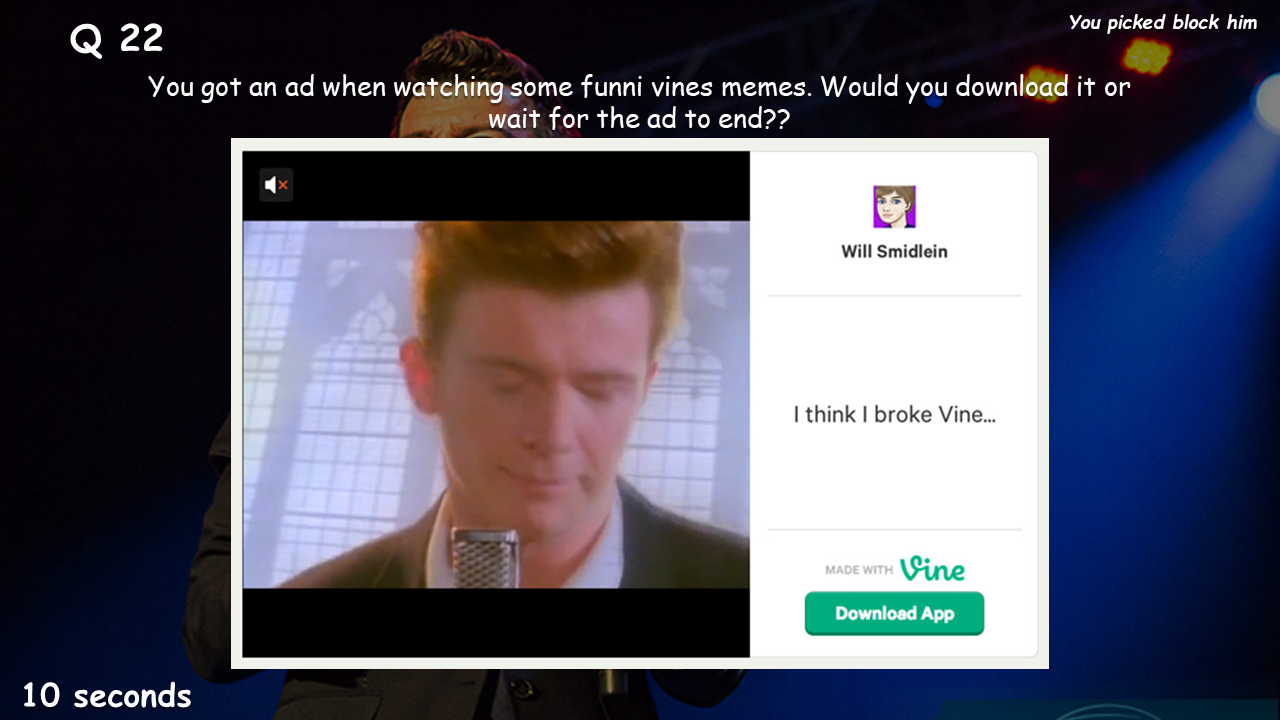 Q 22
You picked block him
You got an ad when watching some funni vines memes. Would you download it or
wait for the ad to end??
Will Smidlein
I think I broke Vine...
MADE WITH Vine
Download App
10 seconds